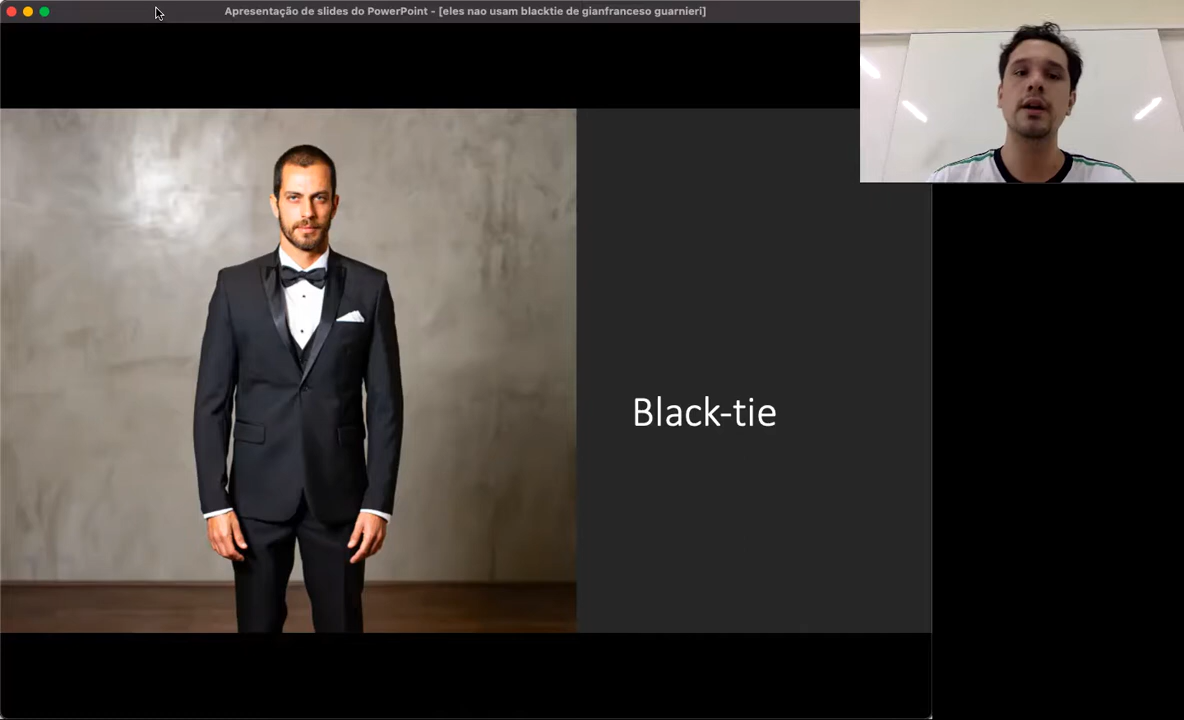 Apresentação de slides do PowerPoint - [eles nao usam blacktie de gianfranceso guarnieri]
Black-tie